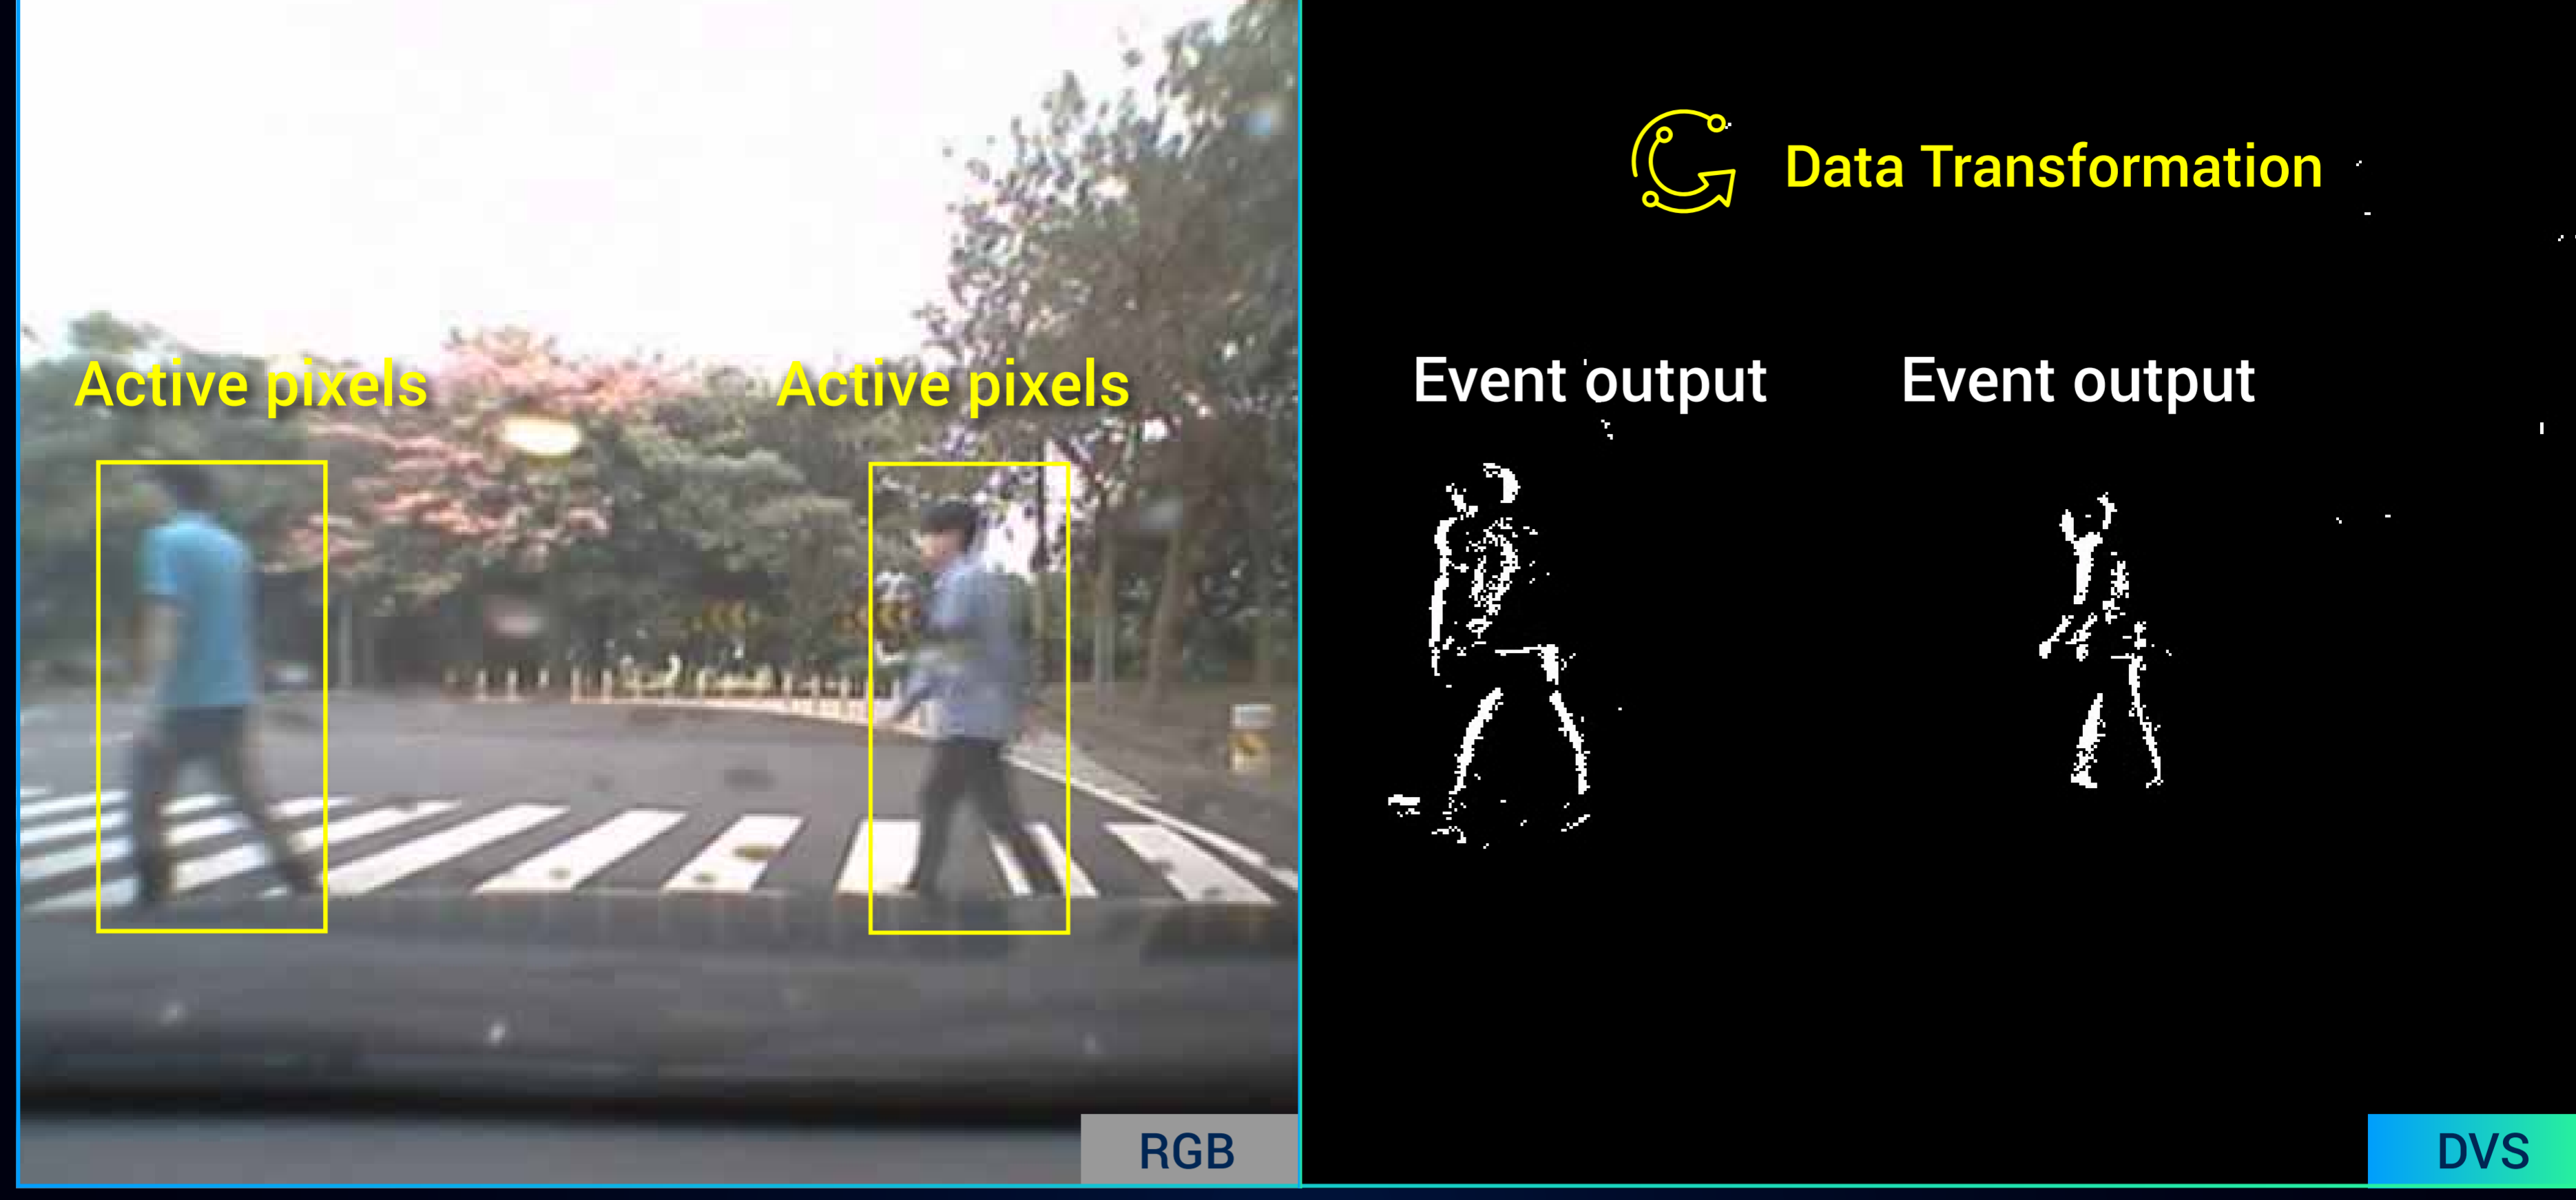 Data Transformation
Active pixels
Active pixels
Event output
Event output
RGB
DVS